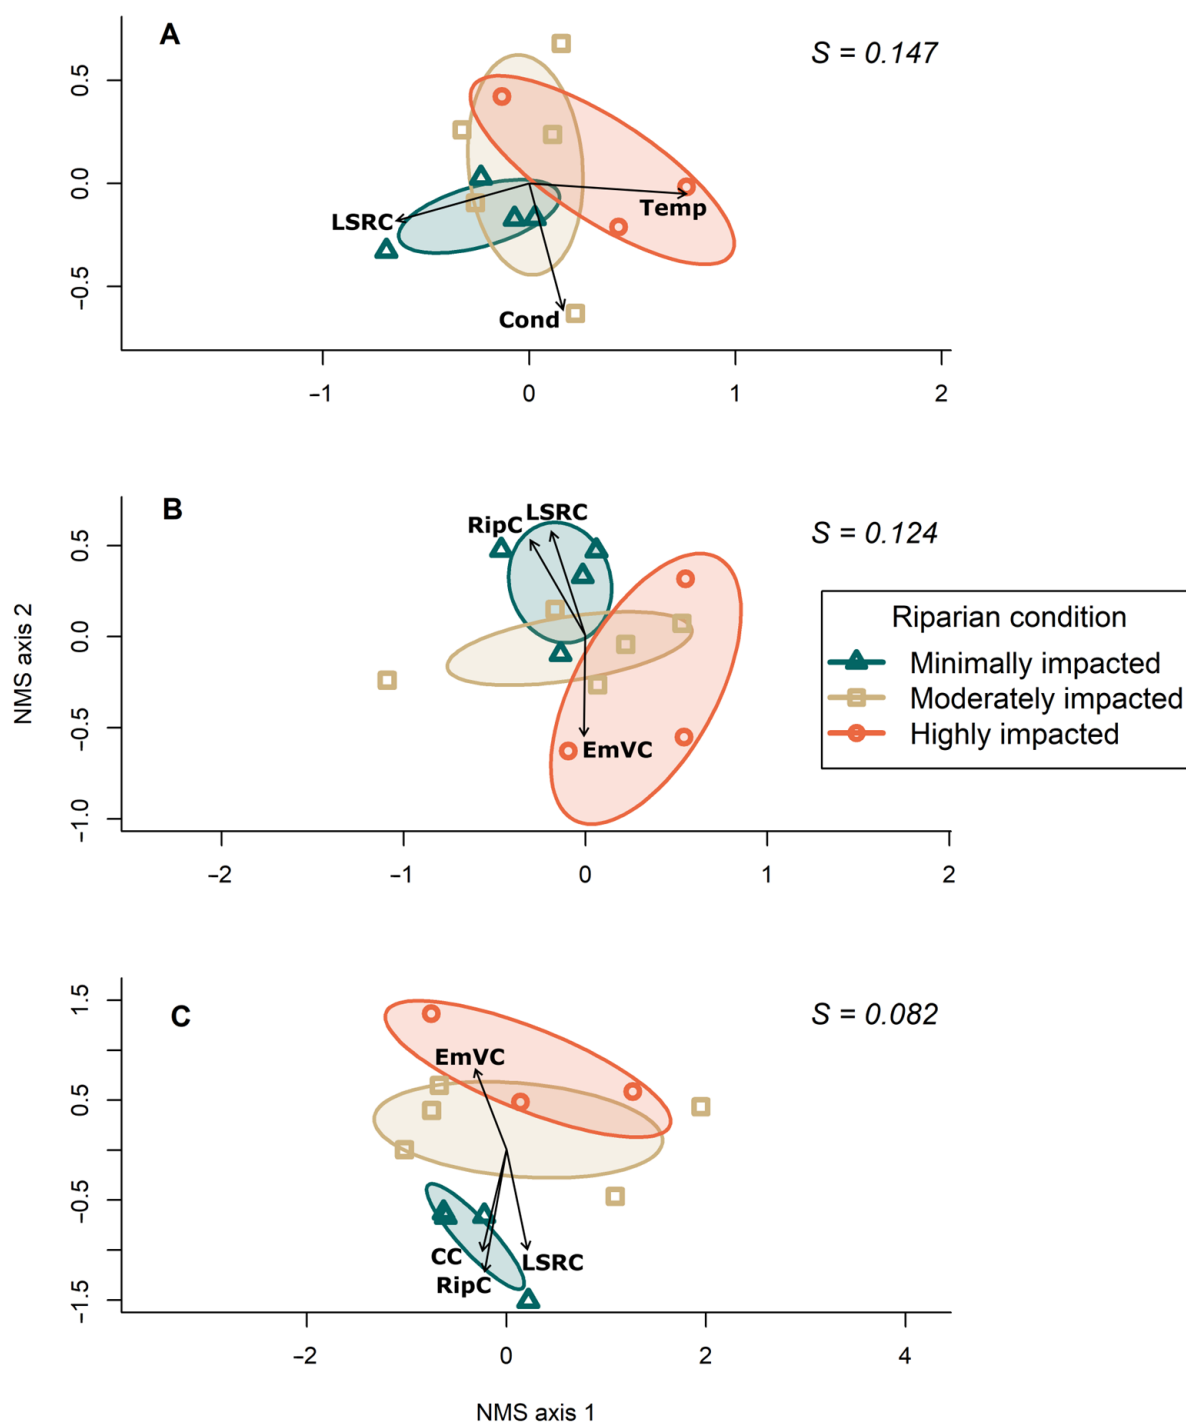 A
S = 0.147
0.5
0.0
−0.5
LSRC
Temp
Cond
−1
0
1
2
B
S = 0.124
0.5
0.0
−0.5
−1.0
RipC
LSRC
EmVC
−2
−1
0
1
2
NMS axis 2
Riparian condition
Minimally impacted
Moderately impacted
Highly impacted
C
S = 0.082
1.5
0.5
−0.5
−1.5
EmVC
CC
RipC
LSRC
−2
0
2
4
NMS axis 1